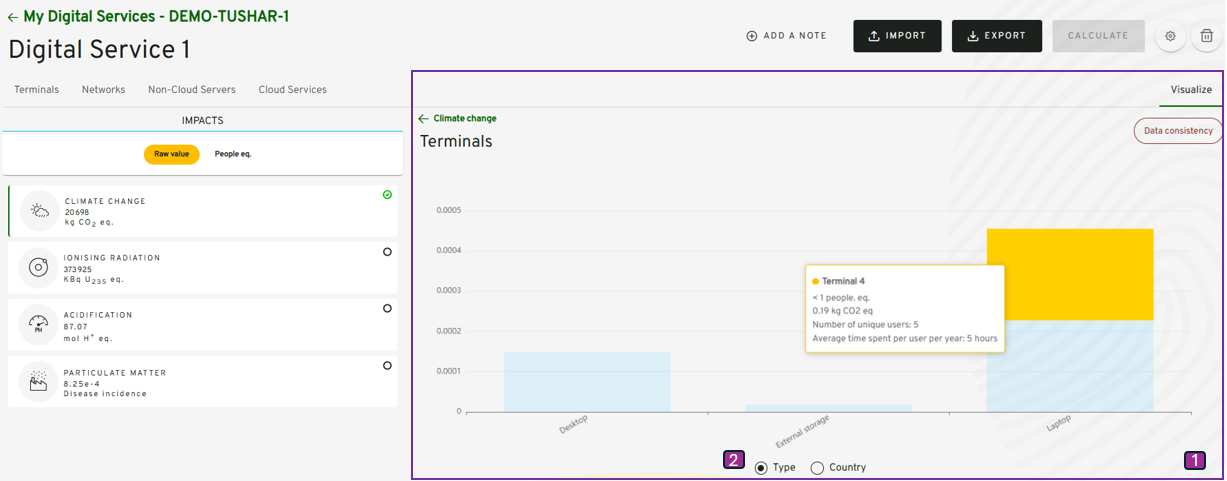 ← My Digital Services - DEMO-TUSHAR-1
Digital Service 1
ADD A NOTE
IMPORT
EXPORT
CALCULATE
Terminals
Networks
Non-Cloud Servers
Cloud Services
Visualize
IMPACTS
Raw value
People eq.
CLIMATE CHANGE
20698
kg CO2 eq.
IONISING RADIATION
373925
KBq U235 eq.
ACIDIFICATION
87.07
mol H+ eq.
PH
PARTICULATE MATTER
8.25e-4
Disease incidence
← Climate change
Terminals
Data consistency
0.0005
0.0004
0.0003
0.0002
0.0001
0
Terminal 4
< 1 people. eq.
0.19 kg CO2 eq
Number of unique users: 5
Average time spent per user per year: 5 hours
Desktop
External storage
Laptop
2
Type
Country
1